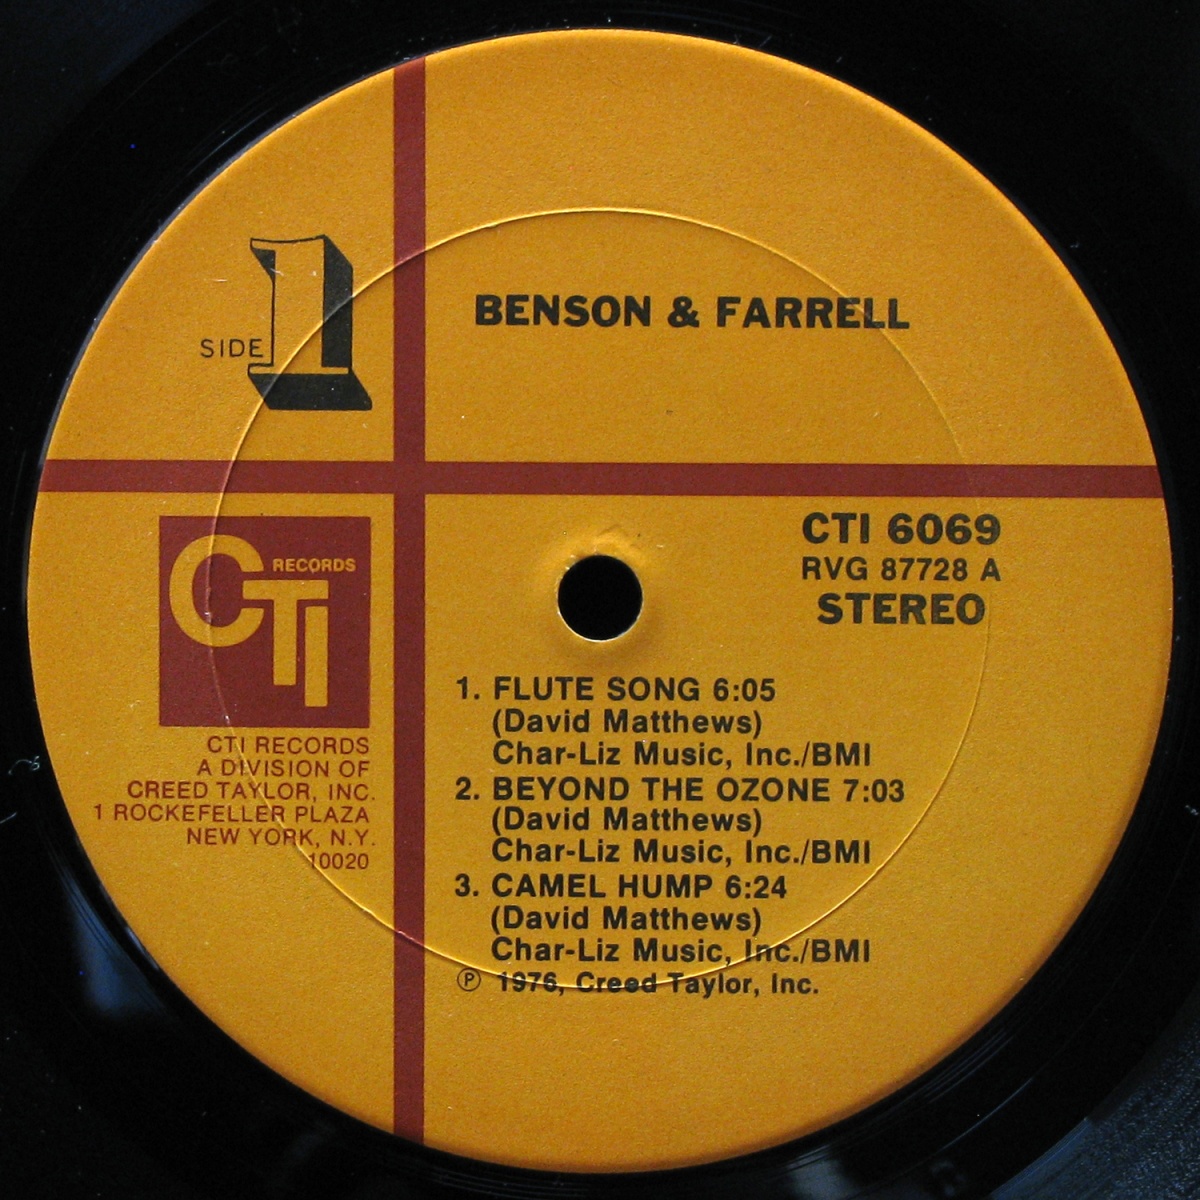 SIDE 1
BENSON & FARRELL
CTI 6069
RVG 87728 A
STEREO
CTI RECORDS
CTI RECORDS
A DIVISION OF
CREED TAYLOR, INC.
1 ROCKEFELLER PLAZA
NEW YORK, N.Y.
10020
1. FLUTE SONG 6:05
(David Matthews)
Char-Liz Music, Inc./BMI
2. BEYOND THE OZONE 7:03
(David Matthews)
Char-Liz Music, Inc./BMI
3. CAMEL HUMP 6:24
(David Matthews)
Char-Liz Music, Inc./BMI
℗ 1976, Creed Taylor, Inc.